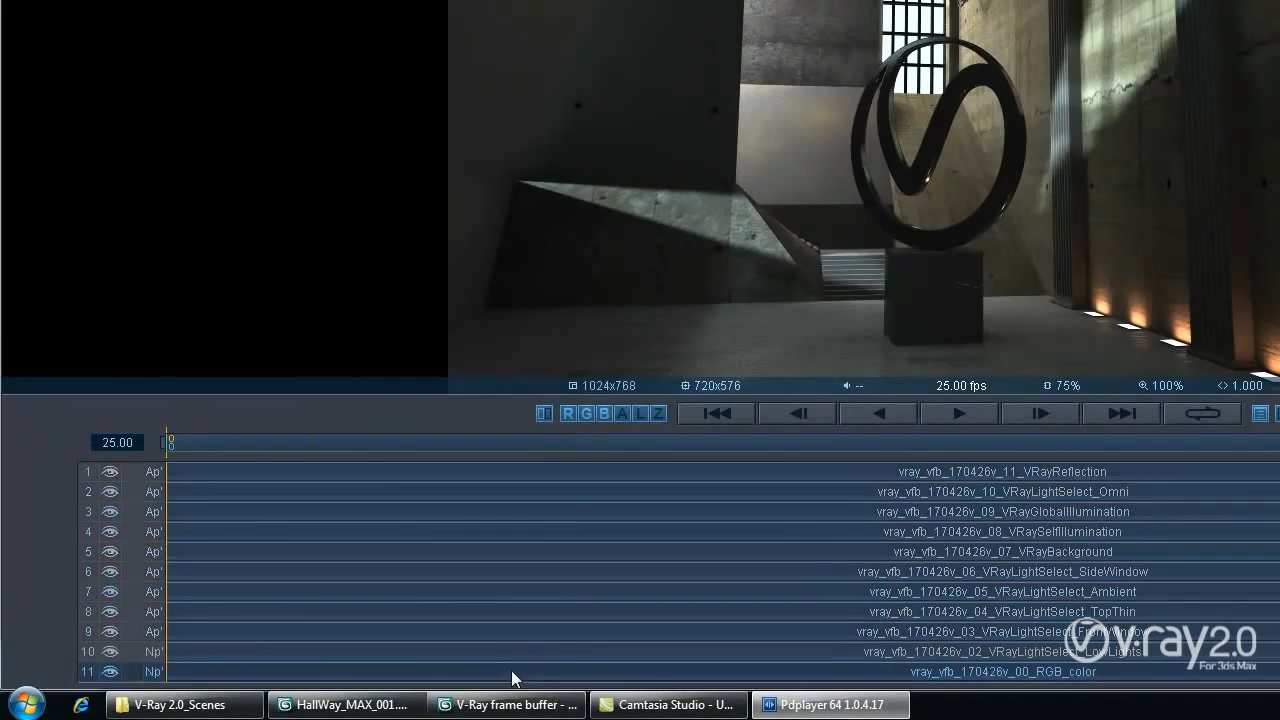 1024x768 720x576 -- 25.00 fps 75% 100% <> 1.000
R G B A L Z
25.00 0
0
1 Ap' vray_vfb_170426v_11_VRayReflection
2 Ap' vray_vfb_170426v_10_VRayLightSelect_Omni
3 Ap' vray_vfb_170426v_09_VRayGlobalIllumination
4 Ap' vray_vfb_170426v_08_VRaySelfIllumination
5 Ap' vray_vfb_170426v_07_VRayBackground
6 Ap' vray_vfb_170426v_06_VRayLightSelect_SideWindow
7 Ap' vray_vfb_170426v_05_VRayLightSelect_Ambient
8 Ap' vray_vfb_170426v_04_VRayLightSelect_TopThin
9 Ap' vray_vfb_170426v_03_VRayLightSelect_FrontWindow
10 Np' vray_vfb_170426v_02_VRayLightSelect_LowLights
11 Np' vray_vfb_170426v_00_RGB_color
v·ray2.0
For 3ds Max
V-Ray 2.0_Scenes HallWay_MAX_001.... V-Ray frame buffer - ... Camtasia Studio - U... Pdplayer 64 1.0.4.17